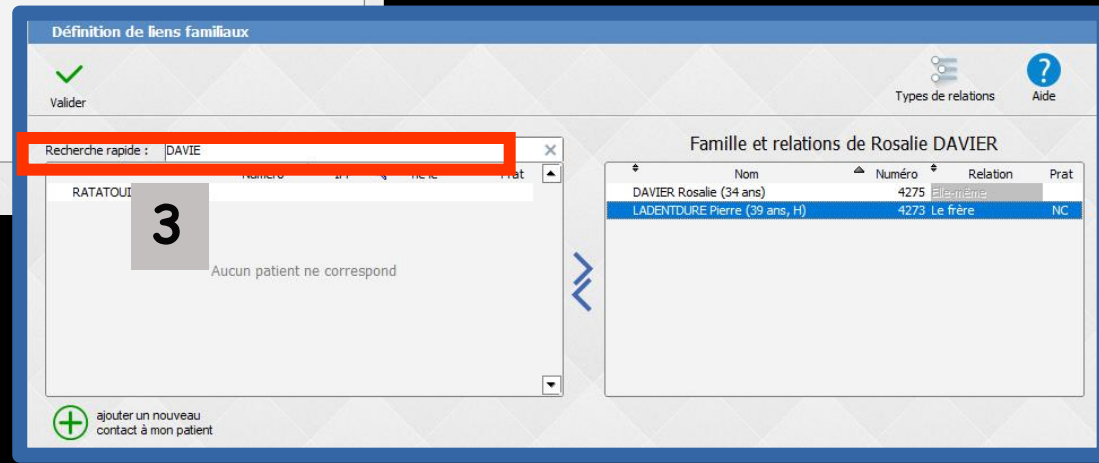 Définition de liens familiaux
Valider
Types de relations
Aide
Recherche rapide : DAVIE
Numéro Prat
RATATOUI
3
Aucun patient ne correspond
ajouter un nouveau
contact à mon patient
Famille et relations de Rosalie DAVIER
Nom Numéro Relation Prat
DAVIER Rosalie (34 ans) 4275 Elle-même
LADENTDURE Pierre (39 ans, H) 4273 Le frère NC